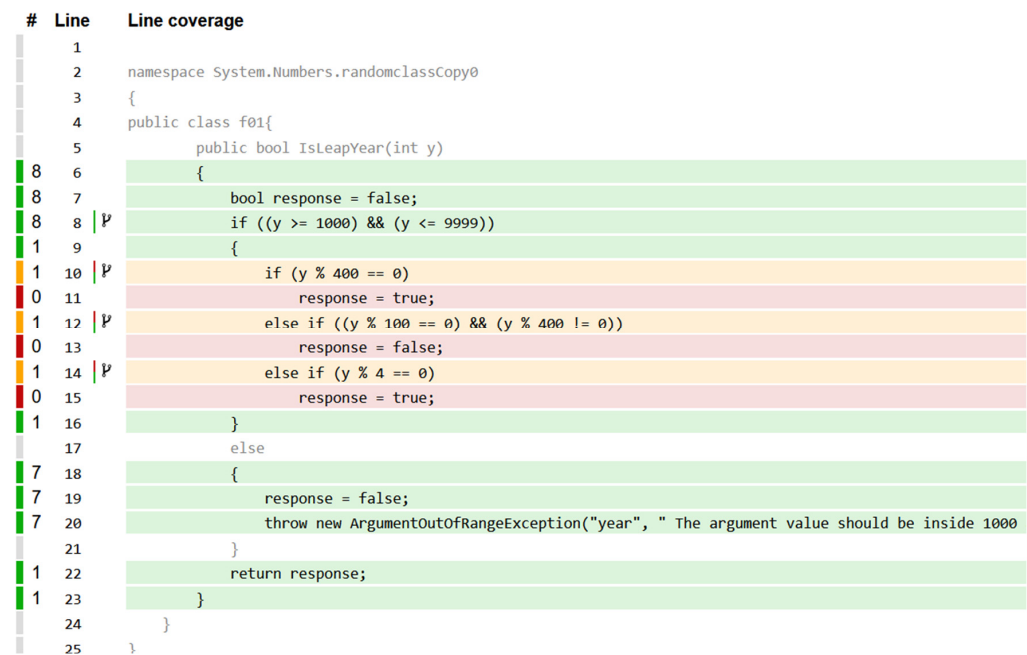 # Line Line coverage
1
2 namespace System.Numbers.randomclassCopy0
3 {
4 public class f01{
5 public bool IsLeapYear(int y)
8 6 {
8 7 bool response = false;
8 8 if ((y >= 1000) && (y <= 9999))
1 9 {
1 10 if (y % 400 == 0)
0 11 response = true;
1 12 else if ((y % 100 == 0) && (y % 400 != 0))
0 13 response = false;
1 14 else if (y % 4 == 0)
0 15 response = true;
1 16 }
17 else
7 18 {
7 19 response = false;
7 20 throw new ArgumentOutOfRangeException("year", " The argument value should be inside 1000
21 }
1 22 return response;
1 23 }
24 }
25 }